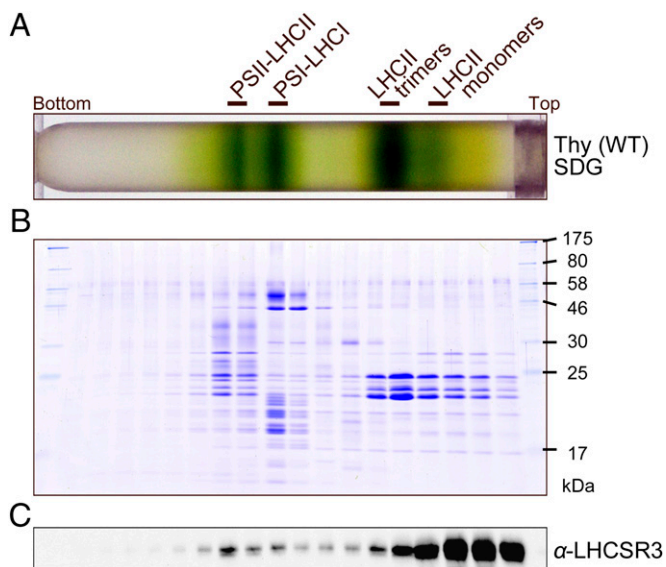 A
PSII-LHCII
PSI-LHCI
LHCII
trimers
LHCII
monomers
Bottom
Top
Thy (WT)
SDG
B
175
80
58
46
30
25
17
kDa
C
α-LHCSR3